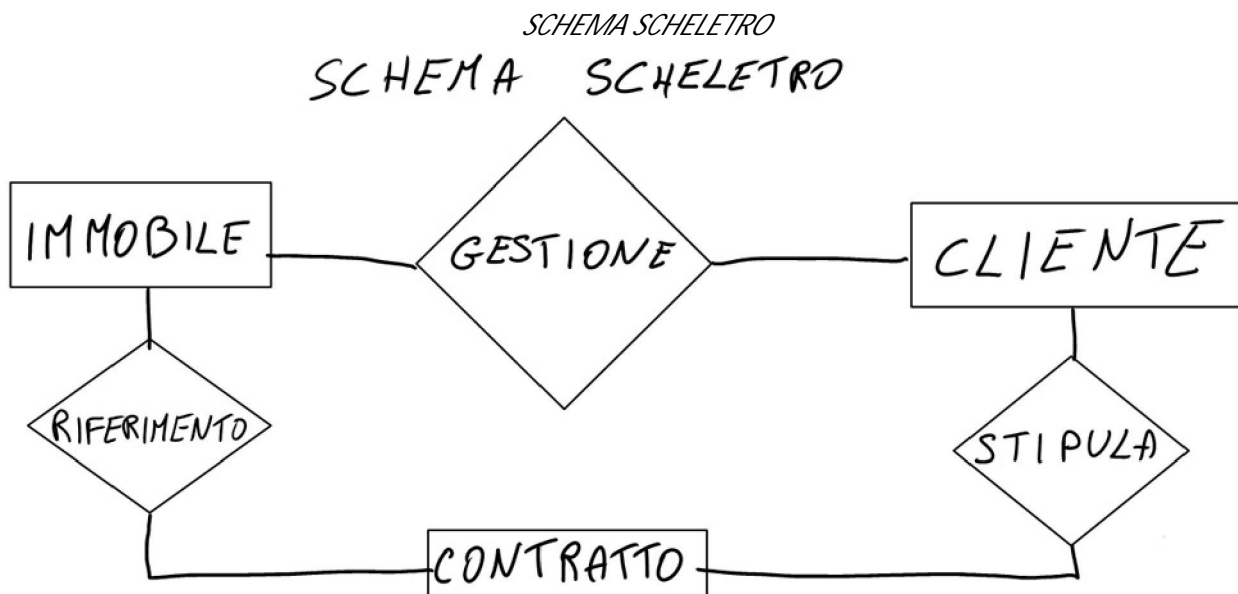 SCHEMA SCHELETRO
SCHEMA SCHELETRO
IMMOBILE
GESTIONE
CLIENTE
RIFERIMENTO
STIPULA
CONTRATTO